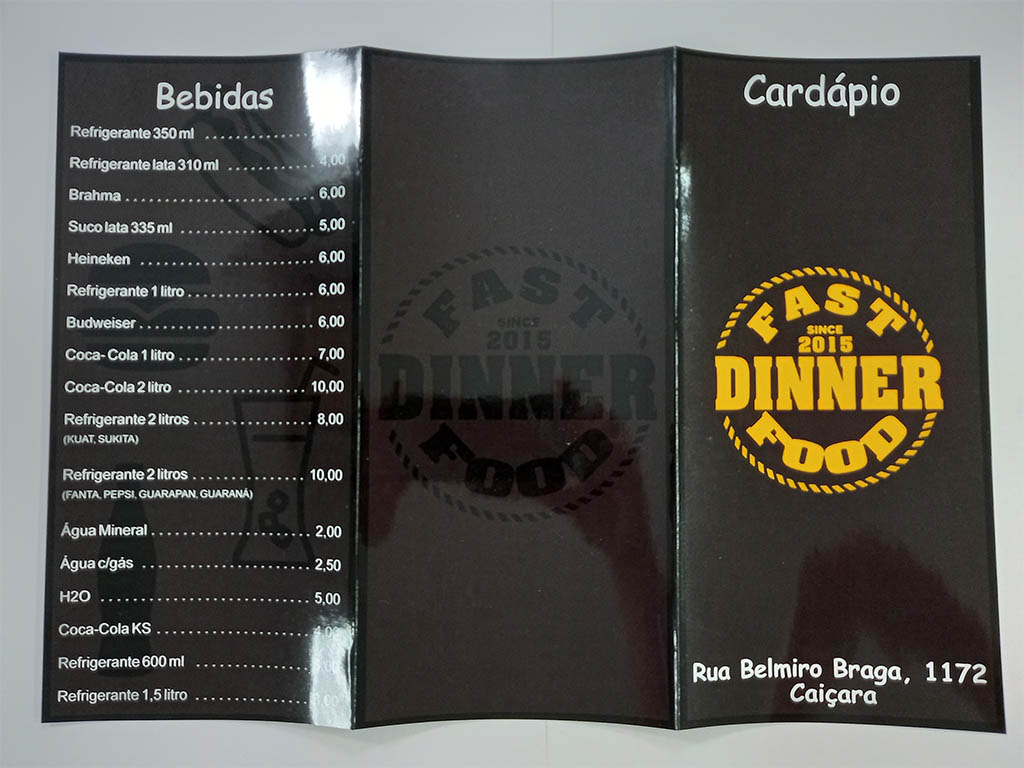 Bebidas
Refrigerante 350 ml ....................
Refrigerante lata 310 ml ................ 4,00
Brahma .............................. 6,00
Suco lata 335 ml ....................... 5,00
Heineken ............................ 6,00
Refrigerante 1 litro ..................... 6,00
Budweiser ........................... 6,00
Coca- Cola 1 litro ...................... 7,00
Coca-Cola 2 litro ...................... 10,00
Refrigerante 2 litros .................... 8,00
(KUAT, SUKITA)
Refrigerante 2 litros .................... 10,00
(FANTA, PEPSI, GUARAPAN, GUARANÁ)
Água Mineral ......................... 2,00
Água c/gás .......................... 2,50
H2O ................................ 5,00
Coca-Cola KS .........................
Refrigerante 600 ml ....................
Refrigerante 1,5 litro ...................
FAST
SINCE
2015
DINNER
FOOD
Cardápio
FAST
SINCE
2015
DINNER
FOOD
Rua Belmiro Braga, 1172
Caiçara